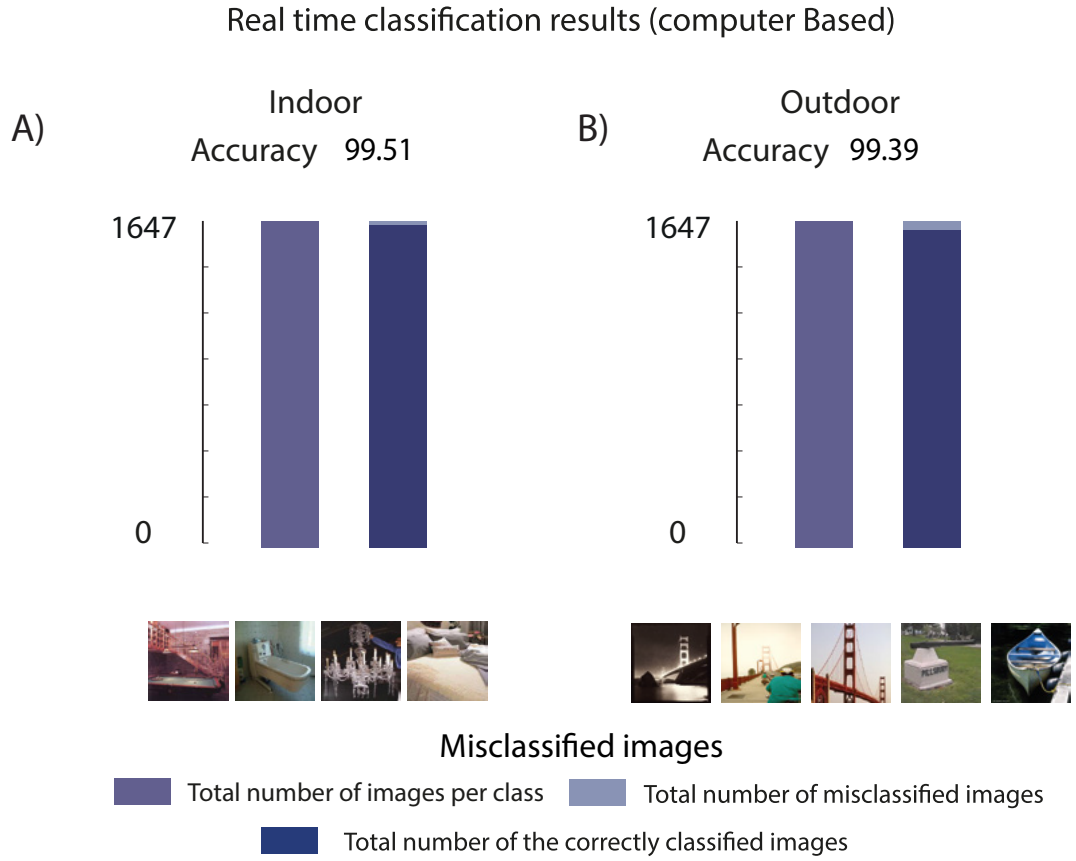 Real time classification results (computer Based)
A)
Indoor
Accuracy 99.51
1647
0
B)
Outdoor
Accuracy 99.39
1647
0
PILLSBURY
Misclassified images
Total number of images per class
Total number of misclassified images
Total number of the correctly classified images